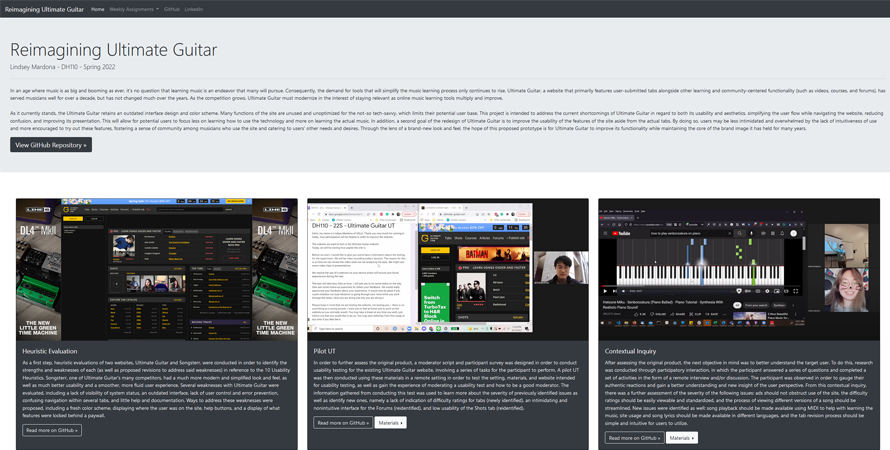 Reimagining Ultimate Guitar Home Weekly Assignments GitHub LinkedIn
Reimagining Ultimate Guitar
Lindsey Mardona - DH110 - Spring 2022
In an age where music is as big and booming as ever, it's no question that learning music is an endeavor that many will pursue. Consequently, the demand for tools that will simplify the music learning process only continues to rise. Ultimate Guitar, a website that primarily features user-submitted tabs alongside other learning and community-centered functionality (such as videos, courses, and forums), has
served musicians well for over a decade, but has not changed much over the years. As the competition grows, Ultimate Guitar must modernize in the interest of staying relevant as online music learning tools multiply and improve.
As it currently stands, the Ultimate Guitar retains an outdated interface design and color scheme. Many functions of the site are unused and unoptimized for the not-so tech-savvy, which limits their potential user base. This project is intended to address the current shortcomings of Ultimate Guitar in regard to both its usability and aesthetics, simplifying the user flow while navigating the website, reducing
confusion, and improving its presentation. This will allow for potential users to focus less on learning how to use the technology and more on learning the actual music. In addition, a second goal of the redesign of Ultimate Guitar is to improve the usability of the features of the site aside from the actual tabs. By doing so, users may be less intimidated and overwhelmed by the lack of intuitiveness of use
and more encouraged to try out these features, fostering a sense of community among musicians who use the site and catering to users' other needs and desires. Through the lens of a brand-new look and feel, the hope of this proposed prototype is for Ultimate Guitar to improve its functionality while maintaining the core of the brand image it has held for many years.
View GitHub Repository »
LINE 6
DL4 MkII
THE NEW
LITTLE GREEN
TIME MACHINE
LINE 6
DL4 MkII
THE NEW
LITTLE GREEN
TIME MACHINE
Heuristic Evaluation
As a first step, heuristic evaluations of two websites, Ultimate Guitar and Songsterr, were conducted in order to identify the
strengths and weaknesses of each (as well as proposed revisions to address said weaknesses) in reference to the 10 Usability
Heuristics. Songsterr, one of Ultimate Guitar's many competitors, had a much more modern and simplified look and feel, as
well as much better usability and a smoother, more fluid user experience. Several weaknesses with Ultimate Guitar were
evaluated, including a lack of visibility of system status, an outdated interface, lack of user control and error prevention,
confusing navigation within several tabs, and little help and documentation. Ways to address these weaknesses were
proposed, including a fresh color scheme, displaying where the user was on the site, help buttons, and a display of what
features were locked behind a paywall.
Read more on GitHub »
DH110 - 22S - Ultimate Guitar UT
BATMAN
Switch
from
TurboTax
to H&R
Block
Online
Pilot UT
In order to further assess the original product, a moderator script and participant survey was designed in order to conduct
usability testing for the existing Ultimate Guitar website, involving a series of tasks for the participant to perform. A pilot UT
was then conducted using these materials in a remote setting in order to test the setting, materials, and website intended
for usability testing, as well as gain the experience of moderating a usability test and how to be a good moderator. The
information gathered from conducting this test was used to learn more about the severity of previously identified issues as
well as identify new ones, namely a lack of indication of difficulty ratings for tabs (newly identified), an intimidating and
nonintuitive interface for the Forums (reidentified), and low usability of the Shots tab (reidentified).
Read more on GitHub » Materials
YouTube
Hatsune Miku - Senbonzakura (Piano Ballad) Piano Tutorial - Synthesia With
Realistic Piano Sound
Contextual Inquiry
After assessing the original product, the next objective in mind was to better understand the target user. To do this, research
was conducted through participatory interaction, in which the participant answered a series of questions and completed a
set of activities in the form of a remote interview and/or discussion. The participant was observed in order to gauge their
authentic reactions and gain a better understanding and new insight of the user perspective. From this contextual inquiry,
there was a further assessment of the severity of the following issues: ads should not obstruct use of the site, the difficulty
ratings should be easily viewable and standardized, and the process of viewing different versions of a song should be
streamlined. New issues were identified as well: song playback should be made available using MIDI to help with learning the
music, site usage and song lyrics should be made available in different languages, and the tab revision process should be
simple and intuitive for users to utilize.
Read more on GitHub » Materials